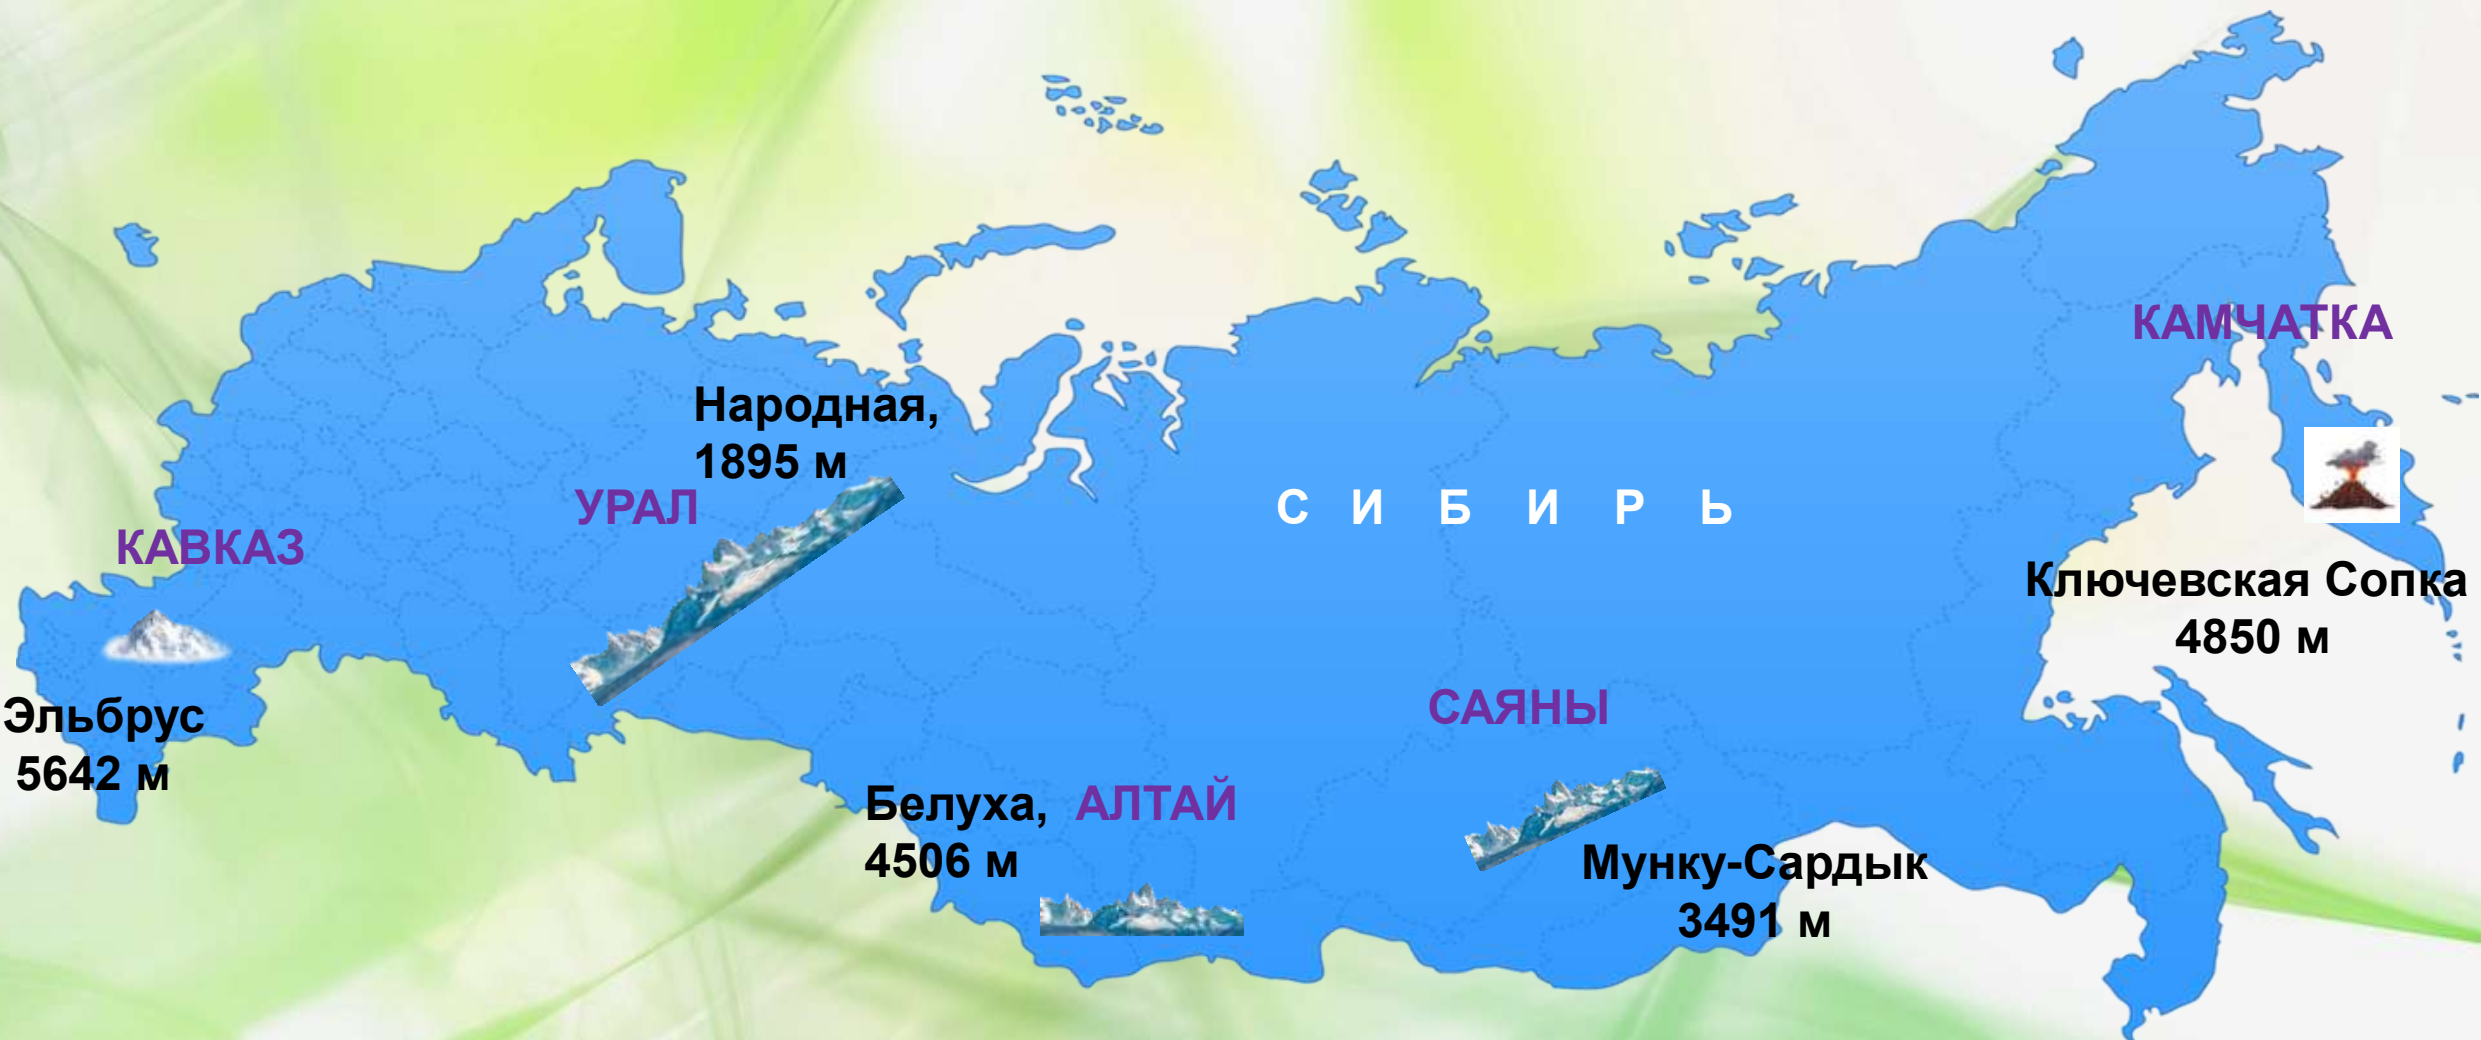 КАМЧАТКА
Народная,
1895 м
УРАЛ
С И Б И Р Ь
КАВКАЗ
Ключевская Сопка
4850 м
Эльбрус
5642 м
САЯНЫ
Белуха,
4506 м
АЛТАЙ
Мунку-Сардык
3491 м